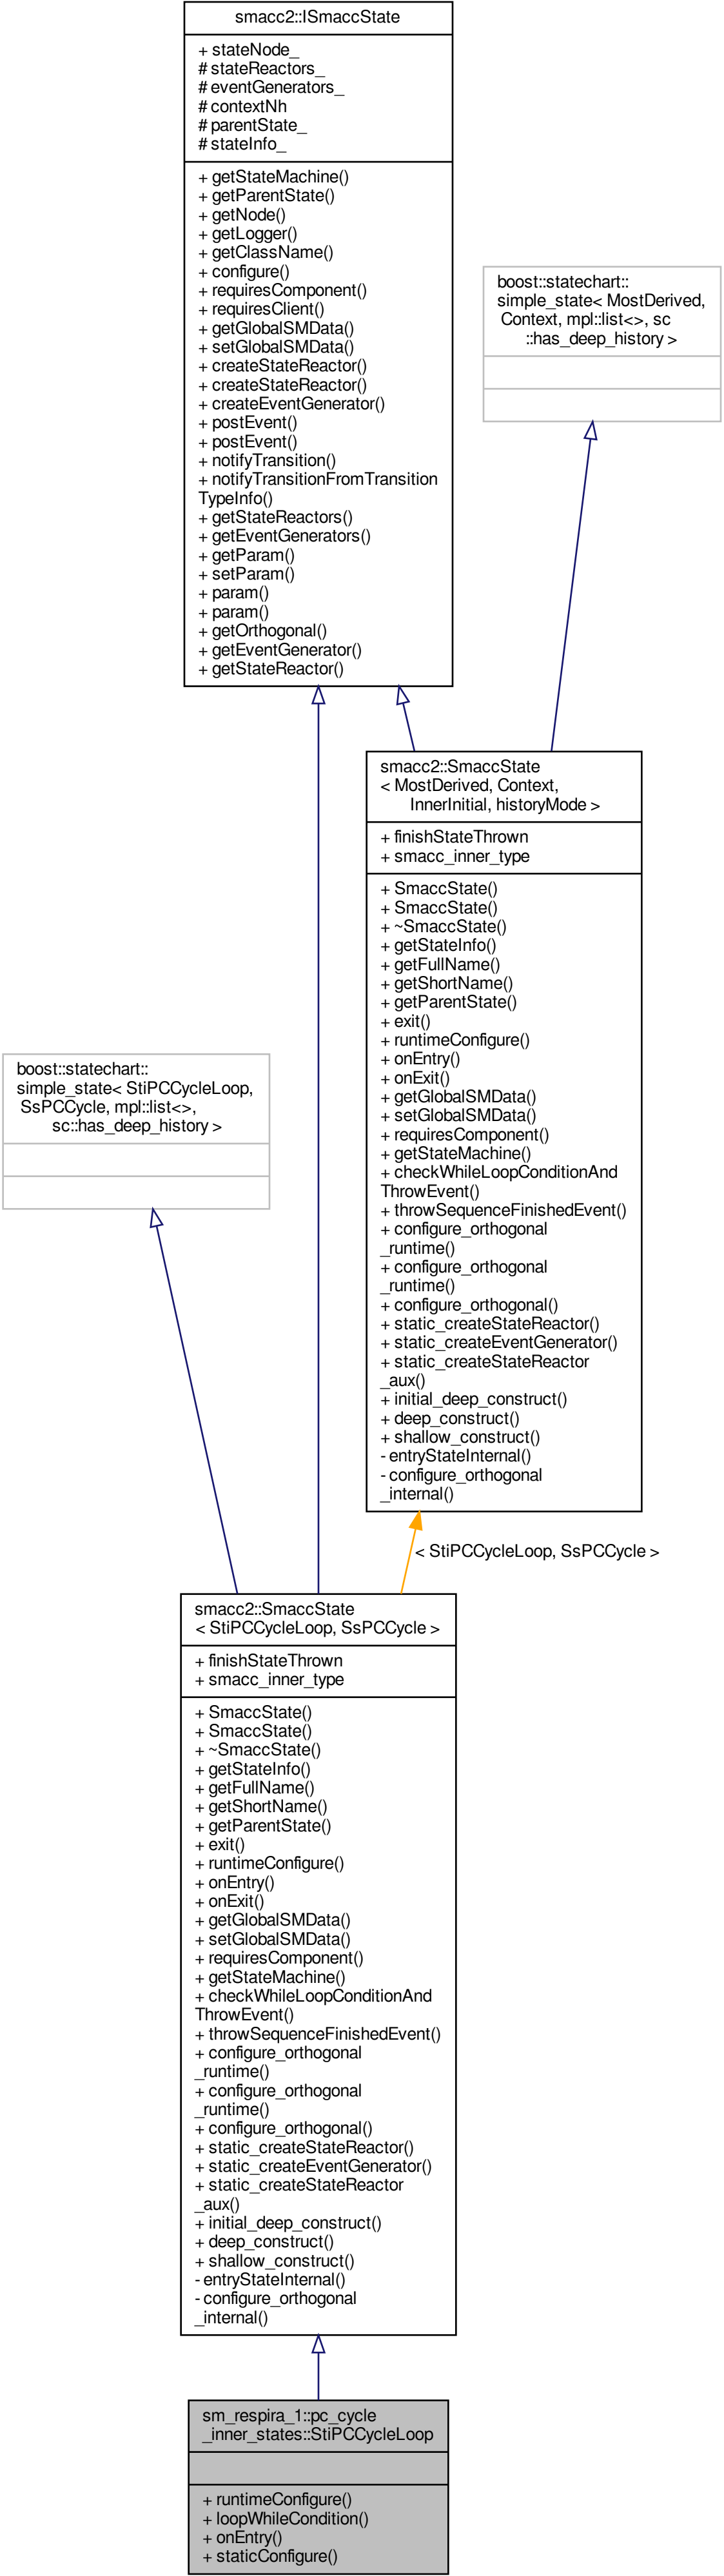 smacc2::ISmaccState
+ stateNode_
# stateReactors_
# eventGenerators_
# contextNh
# parentState_
# stateInfo_
+ getStateMachine()
+ getParentState()
+ getNode()
+ getLogger()
+ getClassName()
+ configure()
+ requiresComponent()
+ requiresClient()
+ getGlobalSMData()
+ setGlobalSMData()
+ createStateReactor()
+ createStateReactor()
+ createEventGenerator()
+ postEvent()
+ postEvent()
+ notifyTransition()
+ notifyTransitionFromTransition
TypeInfo()
+ getStateReactors()
+ getEventGenerators()
+ getParam()
+ setParam()
+ param()
+ param()
+ getOrthogonal()
+ getEventGenerator()
+ getStateReactor()
boost::statechart::
simple_state< MostDerived,
Context, mpl::list<>, sc
::has_deep_history >
smacc2::SmaccState
< MostDerived, Context,
InnerInitial, historyMode >
+ finishStateThrown
+ smacc_inner_type
+ SmaccState()
+ SmaccState()
+ ~SmaccState()
+ getStateInfo()
+ getFullName()
+ getShortName()
+ getParentState()
+ exit()
+ runtimeConfigure()
+ onEntry()
+ onExit()
+ getGlobalSMData()
+ setGlobalSMData()
+ requiresComponent()
+ getStateMachine()
+ checkWhileLoopConditionAnd
ThrowEvent()
+ throwSequenceFinishedEvent()
+ configure_orthogonal
_runtime()
+ configure_orthogonal
_runtime()
+ configure_orthogonal()
+ static_createStateReactor()
+ static_createEventGenerator()
+ static_createStateReactor
_aux()
+ initial_deep_construct()
+ deep_construct()
+ shallow_construct()
- entryStateInternal()
- configure_orthogonal
_internal()
boost::statechart::
simple_state< StiPCCycleLoop,
SsPCCycle, mpl::list<>,
sc::has_deep_history >
< StiPCCycleLoop, SsPCCycle >
smacc2::SmaccState
< StiPCCycleLoop, SsPCCycle >
+ finishStateThrown
+ smacc_inner_type
+ SmaccState()
+ SmaccState()
+ ~SmaccState()
+ getStateInfo()
+ getFullName()
+ getShortName()
+ getParentState()
+ exit()
+ runtimeConfigure()
+ onEntry()
+ onExit()
+ getGlobalSMData()
+ setGlobalSMData()
+ requiresComponent()
+ getStateMachine()
+ checkWhileLoopConditionAnd
ThrowEvent()
+ throwSequenceFinishedEvent()
+ configure_orthogonal
_runtime()
+ configure_orthogonal
_runtime()
+ configure_orthogonal()
+ static_createStateReactor()
+ static_createEventGenerator()
+ static_createStateReactor
_aux()
+ initial_deep_construct()
+ deep_construct()
+ shallow_construct()
- entryStateInternal()
- configure_orthogonal
_internal()
sm_respira_1::pc_cycle
_inner_states::StiPCCycleLoop
+ runtimeConfigure()
+ loopWhileCondition()
+ onEntry()
+ staticConfigure()